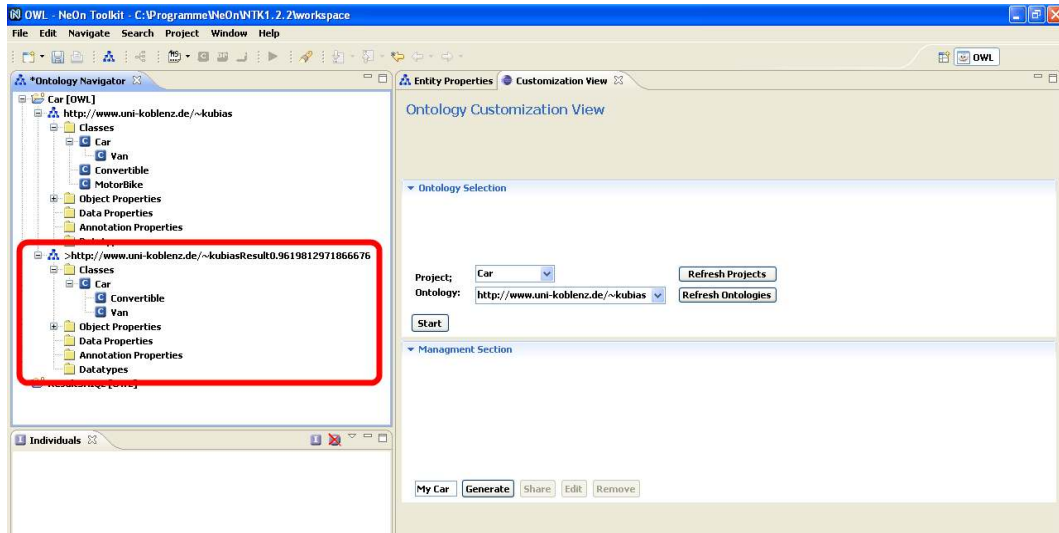 OWL - NeOn Toolkit - C:\Programme\NeOn\NTK1.2.2\workspace
File Edit Navigate Search Project Window Help
OWL
*Ontology Navigator
Car [OWL]
http://www.uni-koblenz.de/~kubias
Classes
Car
Van
Convertible
MotorBike
Object Properties
Data Properties
Annotation Properties
>http://www.uni-koblenz.de/~kubiasResult0.9619812971866676
Classes
Car
Convertible
Van
Object Properties
Data Properties
Annotation Properties
Datatypes
Individuals
Entity Properties Customization View
Ontology Customization View
Ontology Selection
Project; Car Refresh Projects
Ontology: http://www.uni-koblenz.de/~kubias Refresh Ontologies
Start
Managment Section
My Car Generate Share Edit Remove